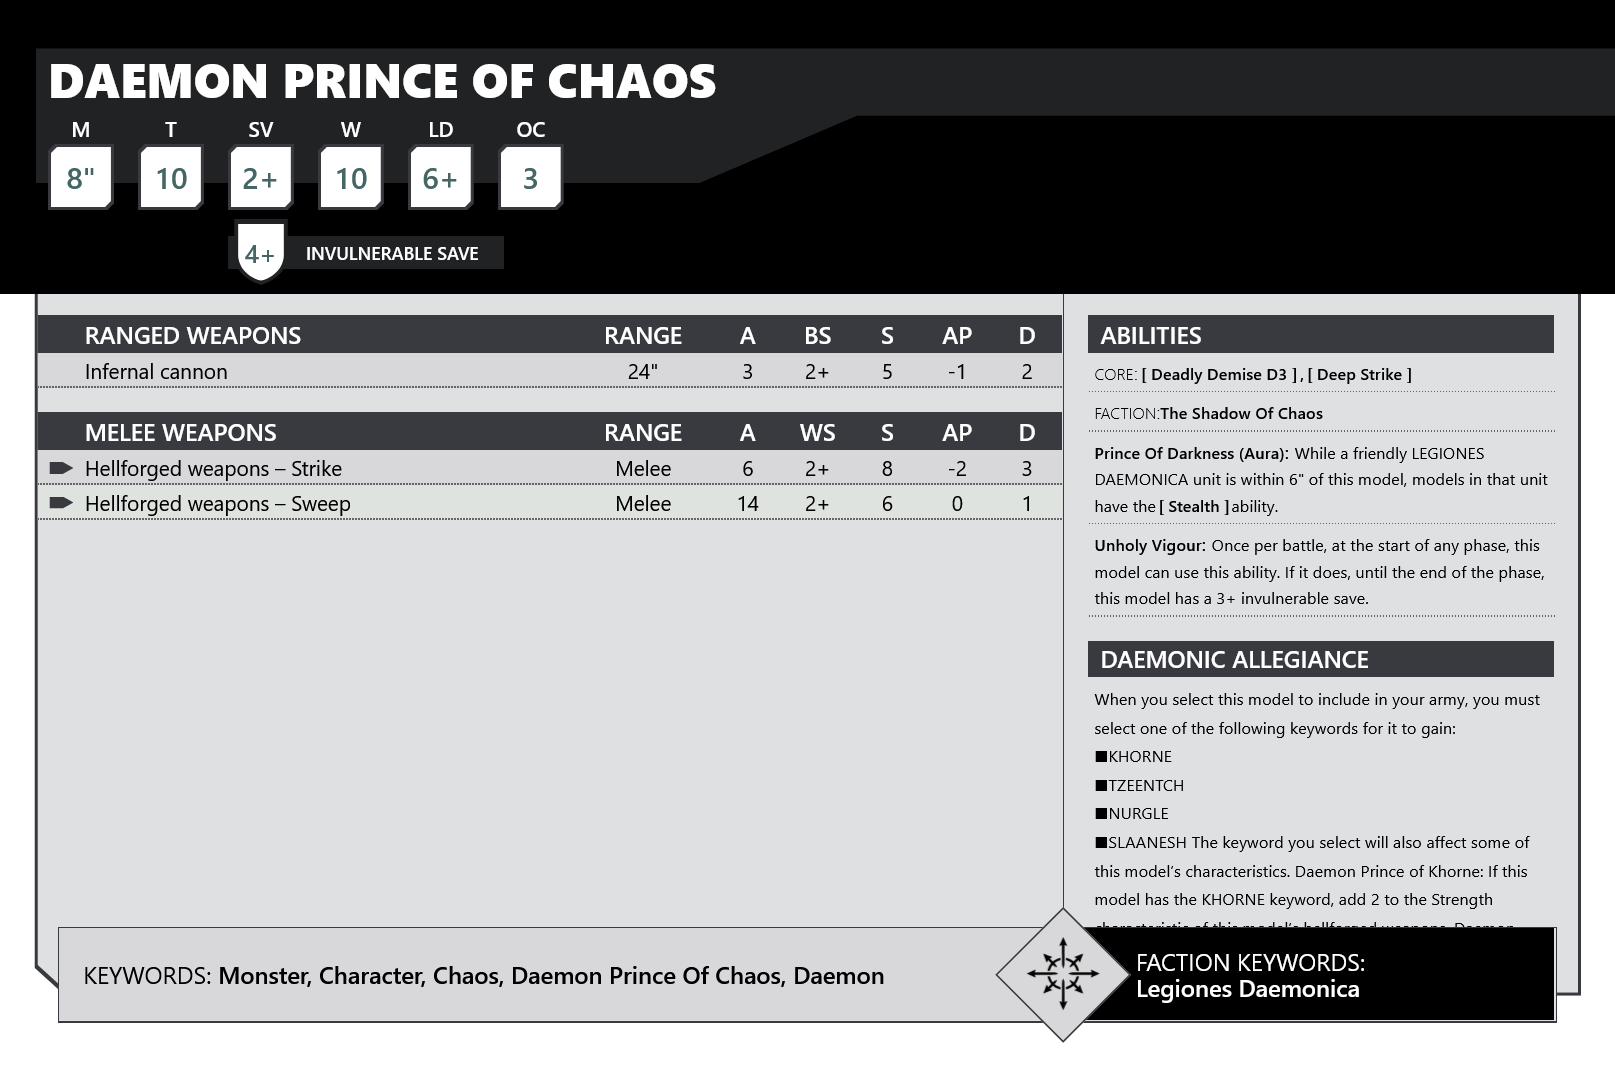 DAEMON PRINCE OF CHAOS
M T SV W LD OC
8" 10 2+ 10 6+ 3
4+ INVULNERABLE SAVE
RANGED WEAPONS RANGE A BS S AP D
Infernal cannon 24" 3 2+ 5 -1 2
MELEE WEAPONS RANGE A WS S AP D
Hellforged weapons – Strike Melee 6 2+ 8 -2 3
Hellforged weapons – Sweep Melee 14 2+ 6 0 1
ABILITIES
CORE: [ Deadly Demise D3 ] , [ Deep Strike ]
FACTION:The Shadow Of Chaos
Prince Of Darkness (Aura): While a friendly LEGIONES
DAEMONICA unit is within 6" of this model, models in that unit
have the [ Stealth ] ability.
Unholy Vigour: Once per battle, at the start of any phase, this
model can use this ability. If it does, until the end of the phase,
this model has a 3+ invulnerable save.
DAEMONIC ALLEGIANCE
When you select this model to include in your army, you must
select one of the following keywords for it to gain:
■KHORNE
■TZEENTCH
■NURGLE
■SLAANESH The keyword you select will also affect some of
this model’s characteristics. Daemon Prince of Khorne: If this
model has the KHORNE keyword, add 2 to the Strength
characteristic of this model’s hellforged weapons. Daemon
KEYWORDS: Monster, Character, Chaos, Daemon Prince Of Chaos, Daemon
FACTION KEYWORDS:
Legiones Daemonica